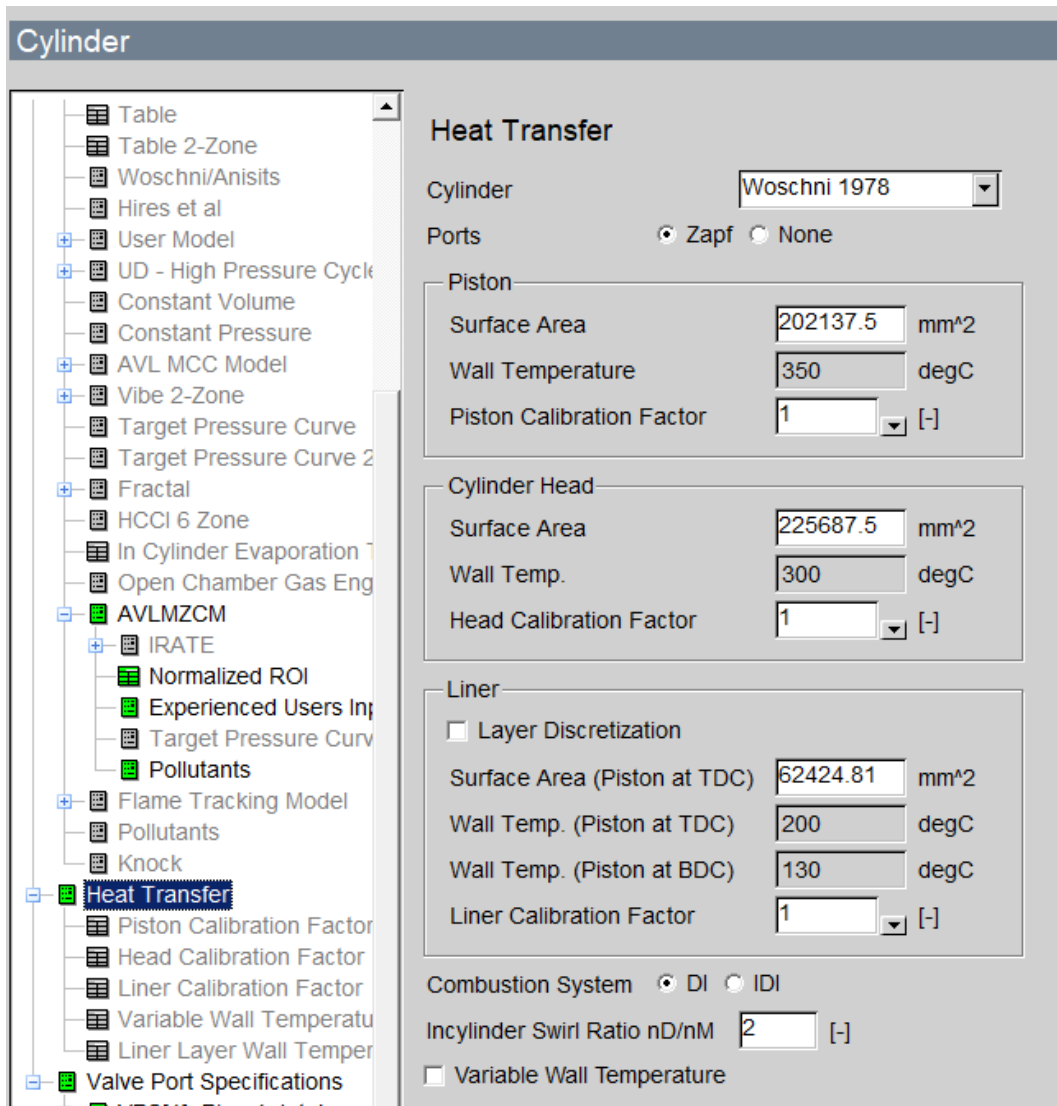 Cylinder
Table
Table 2-Zone
Woschni/Anisits
Hires et al
User Model
UD - High Pressure Cycle
Constant Volume
Constant Pressure
AVL MCC Model
Vibe 2-Zone
Target Pressure Curve
Target Pressure Curve 2
Fractal
HCCI 6 Zone
In Cylinder Evaporation
Open Chamber Gas Eng
AVLMZCM
IRATE
Normalized ROI
Experienced Users Inp
Target Pressure Curv
Pollutants
Flame Tracking Model
Pollutants
Knock
Heat Transfer
Piston Calibration Factor
Head Calibration Factor
Liner Calibration Factor
Variable Wall Temperatu
Liner Layer Wall Temper
Valve Port Specifications
Heat Transfer
Cylinder Woschni 1978
Ports Zapf None
Piston
Surface Area 202137.5 mm^2
Wall Temperature 350 degC
Piston Calibration Factor 1 [-]
Cylinder Head
Surface Area 225687.5 mm^2
Wall Temp. 300 degC
Head Calibration Factor 1 [-]
Liner
Layer Discretization
Surface Area (Piston at TDC) 62424.81 mm^2
Wall Temp. (Piston at TDC) 200 degC
Wall Temp. (Piston at BDC) 130 degC
Liner Calibration Factor 1 [-]
Combustion System DI IDI
Incylinder Swirl Ratio nD/nM 2 [-]
Variable Wall Temperature